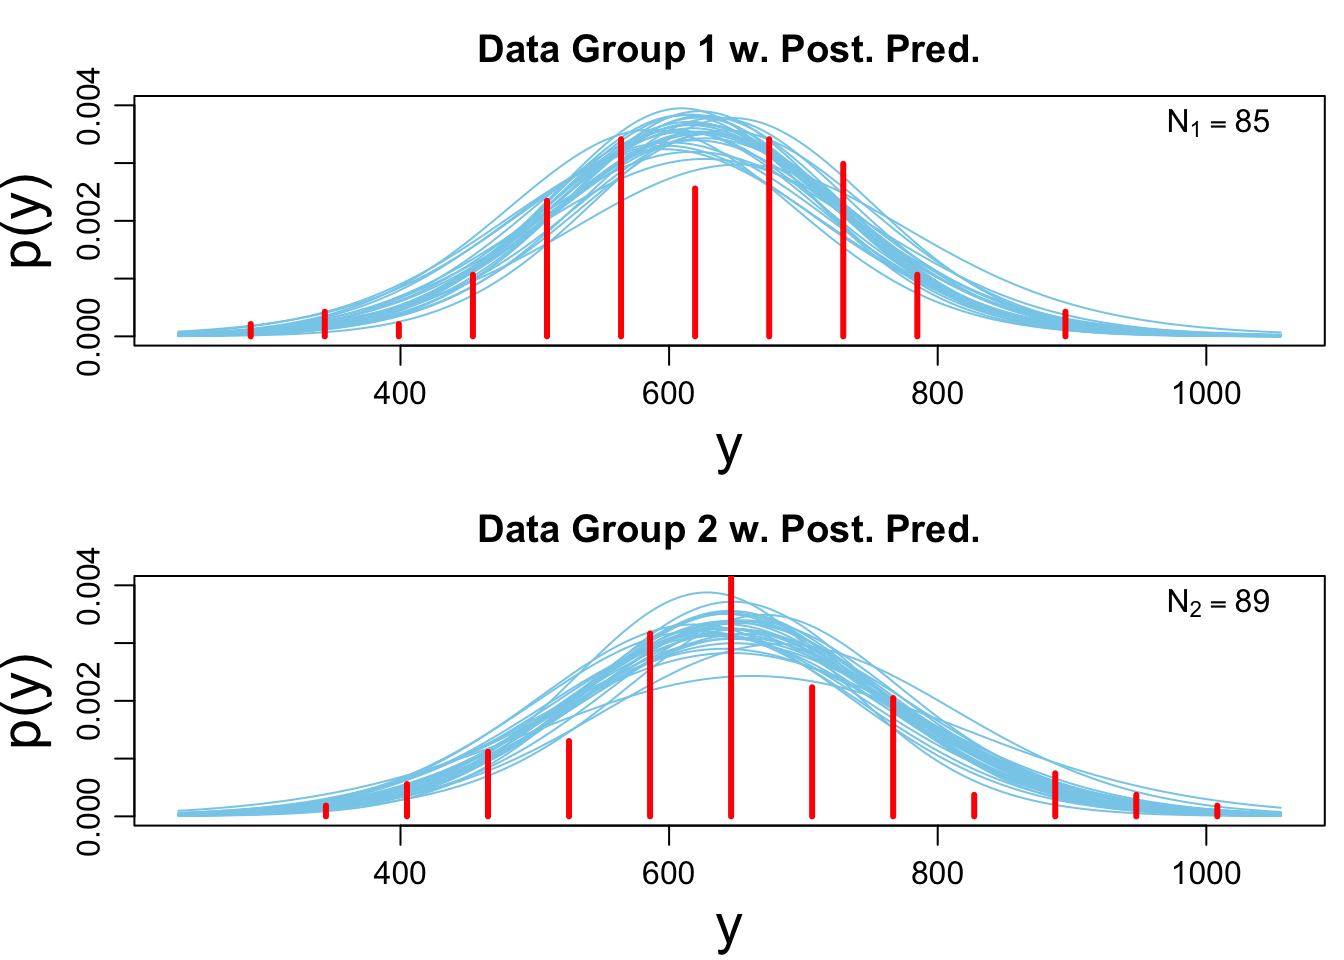 Data Group 1 w. Post. Pred.
N1 = 85
p(y)
0.004
0.002
0.000
400 600 800 1000
y
Data Group 2 w. Post. Pred.
N2 = 89
p(y)
0.004
0.002
0.000
400 600 800 1000
y